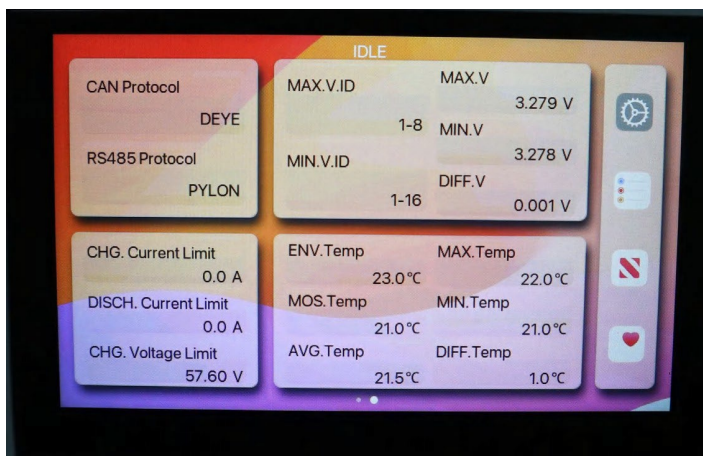 IDLE
CAN Protocol
DEYE
RS485 Protocol
PYLON
MAX.V.ID
1-8
MIN.V.ID
1-16
MAX.V
3.279 V
MIN.V
3.278 V
DIFF.V
0.001 V
CHG. Current Limit
0.0 A
DISCH. Current Limit
0.0 A
CHG. Voltage Limit
57.60 V
ENV.Temp
23.0°C
MOS.Temp
21.0°C
AVG.Temp
21.5°C
MAX.Temp
22.0°C
MIN.Temp
21.0°C
DIFF.Temp
1.0°C